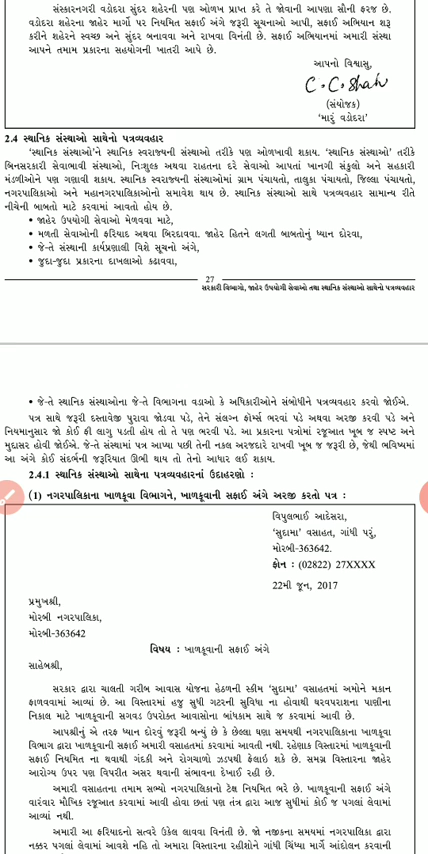 સંસ્કારનગરી વડોદરા સુંદર શહેરની પણ ઓળખ પ્રાપ્ત કરે તે જોવાની આપણા સૌની ફરજ છે.
વડોદરા શહેરના જાહેર માર્ગો પર નિયમિત સફાઈ અંગે જરૂરી સૂચનાઓ આપી, સફાઈ અભિયાન શરૂ
કરીને શહેરને સ્વચ્છ અને સુંદર બનાવવા અને રાખવા વિનંતી છે. સફાઈ અભિયાનમાં અમારી સંસ્થા
આપને તમામ પ્રકારના સહયોગની ખાતરી આપે છે.
આપનો વિશ્વાસુ,
C. C. Shah
(સંયોજક)
'મારું વડોદરા'
2.4 સ્થાનિક સંસ્થાઓ સાથેનો પત્રવ્યવહાર
'સ્થાનિક સંસ્થાઓ'ને સ્થાનિક સ્વરાજ્યની સંસ્થાઓ તરીકે પણ ઓળખાવી શકાય. 'સ્થાનિક સંસ્થાઓ' તરીકે
બિનસરકારી સેવાભાવી સંસ્થાઓ, નિઃશુલ્ક અથવા રાહતના દરે સેવાઓ આપતાં ખાનગી સંકુલો અને સહકારી
મંડળીઓને પણ ગણાવી શકાય. સ્થાનિક સ્વરાજ્યની સંસ્થાઓમાં ગ્રામ પંચાયતો, તાલુકા પંચાયતો, જિલ્લા પંચાયતો,
નગરપાલિકાઓ અને મહાનગરપાલિકાઓનો સમાવેશ થાય છે. સ્થાનિક સંસ્થાઓ સાથે પત્રવ્યવહાર સામાન્ય રીતે
નીચેની બાબતો માટે કરવામાં આવતો હોય છે.
• જાહેર ઉપયોગી સેવાઓ મેળવવા માટે,
• મળતી સેવાઓની ફરિયાદ અથવા બિરદાવવા. જાહેર હિતને લગતી બાબતોનું ધ્યાન દોરવા,
• જે-તે સંસ્થાની કાર્યપ્રણાલી વિશે સૂચનો અંગે,
• જુદા-જુદા પ્રકારના દાખલાઓ કઢાવવા,
27
સરકારી વિભાગો, જાહેર ઉપયોગી સેવાઓ તથા સ્થાનિક સંસ્થાઓ સાથેનો પત્રવ્યવહાર
• જે-તે સ્થાનિક સંસ્થાઓના જે-તે વિભાગના વડાઓ કે અધિકારીઓને સંબોધીને પત્રવ્યવહાર કરવો જોઈએ.
પત્ર સાથે જરૂરી દસ્તાવેજી પુરાવા જોડવા પડે, તેને સંલગ્ન ફોર્મ્સ ભરવાં પડે અથવા અરજી કરવી પડે અને
નિયમાનુસાર જો કોઈ ફી લાગુ પડતી હોય તો તે પણ ભરવી પડે. આ પ્રકારના પત્રોમાં રજૂઆત ખૂબ જ સ્પષ્ટ અને
મુદાસર હોવી જોઈએ. જે-તે સંસ્થામાં પત્ર આપ્યા પછી તેની નકલ અરજદારે રાખવી ખૂબ જ જરૂરી છે, જેથી ભવિષ્યમાં
આ અંગે કોઈ સંદર્ભની જરૂરિયાત ઊભી થાય તો તેનો આધાર લઈ શકાય.
2.4.1 સ્થાનિક સંસ્થાઓ સાથેના પત્રવ્યવહારનાં ઉદાહરણો :
(1) નગરપાલિકાના ખાળકૂવા વિભાગને, ખાળકૂવાની સફાઈ અંગે અરજી કરતો પત્ર :
વિપુલભાઈ આદેસરા,
'સુદામા' વસાહત, ગાંધી પરું,
મોરબી-363642.
ફોન : (02822) 27XXXX
22મી જૂન, 2017
પ્રમુખશ્રી,
મોરબી નગરપાલિકા,
મોરબી-363642
વિષય : ખાળકૂવાની સફાઈ અંગે
સાહેબશ્રી,
સરકાર દ્વારા ચાલતી ગરીબ આવાસ યોજના હેઠળની સ્કીમ 'સુદામા' વસાહતમાં અમોને મકાન
ફાળવવામાં આવ્યાં છે. આ વિસ્તારમાં હજુ સુધી ગટરની સુવિધા ના હોવાથી ઘરવપરાશના પાણીના
નિકાલ માટે ખાળકૂવાની સગવડ ઉપરોક્ત આવાસોના બાંધકામ સાથે જ કરવામાં આવી છે.
આપશ્રીનું એ તરફ ધ્યાન દોરવું જરૂરી બન્યું છે કે છેલ્લા ઘણા સમયથી નગરપાલિકાના ખાળકૂવા
વિભાગ દ્વારા ખાળકૂવાની સફાઈ અમારી વસાહતમાં કરવામાં આવતી નથી. રહેણાક વિસ્તારમાં ખાળકૂવાની
સફાઈ નિયમિત ના થવાથી ગંદકી અને રોગચાળો ઝડપથી ફેલાઈ શકે છે. સમગ્ર વિસ્તારના જાહેર
આરોગ્ય ઉપર પણ વિપરીત અસર થવાની સંભાવના દેખાઈ રહી છે.
અમારી વસાહતના તમામ સભ્યો નગરપાલિકાનો ટેક્ષ નિયમિત ભરે છે. ખાળકૂવાની સફાઈ અંગે
વારંવાર મૌખિક રજૂઆત કરવામાં આવી હોવા છતાં પણ તંત્ર દ્વારા આજ સુધીમાં કોઈ જ પગલાં લેવામાં
આવ્યાં નથી.
અમારી આ ફરિયાદનો સત્વરે ઉકેલ લાવવા વિનંતી છે. જો નજીકના સમયમાં નગરપાલિકા દ્વારા
નક્કર પગલાં લેવામાં આવશે નહિ તો અમારા વિસ્તારના રહીશોને ગાંધી ચિંધ્યા માર્ગે આંદોલન કરવાની